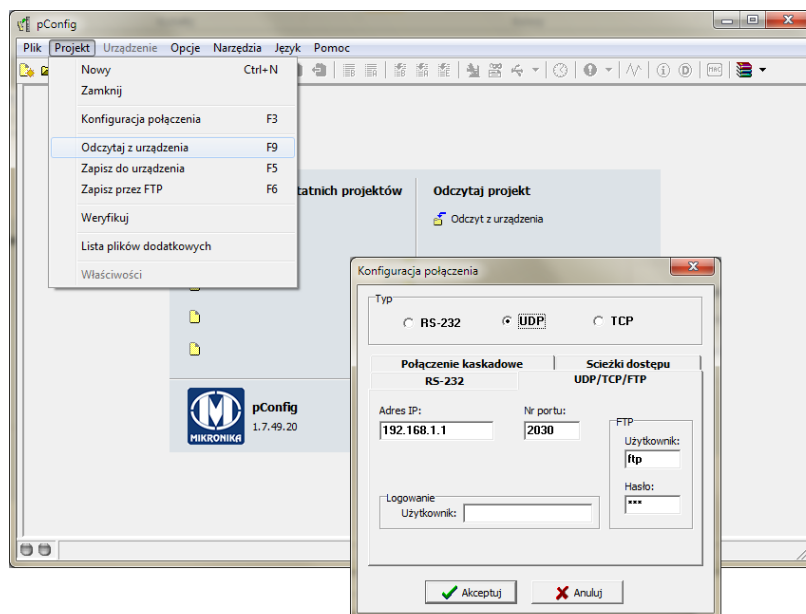 pConfig
Plik Projekt Urządzenie Opcje Narzędzia Język Pomoc
Nowy Ctrl+N
Zamknij
Konfiguracja połączenia F3
Odczytaj z urządzenia F9
Zapisz do urządzenia F5
Zapisz przez FTP F6
Weryfikuj
Lista plików dodatkowych
Właściwości
tatnich projektów
Odczytaj projekt
Odczyt z urządzenia
MIKRONIKA
pConfig
1.7.49.20
Konfiguracja połączenia
Typ
RS-232 UDP TCP
Połączenie kaskadowe Scieżki dostępu
RS-232 UDP/TCP/FTP
Adres IP: Nr portu:
192.168.1.1 2030
FTP
Użytkownik:
ftp
Hasło:
***
Logowanie
Użytkownik:
Akceptuj Anuluj